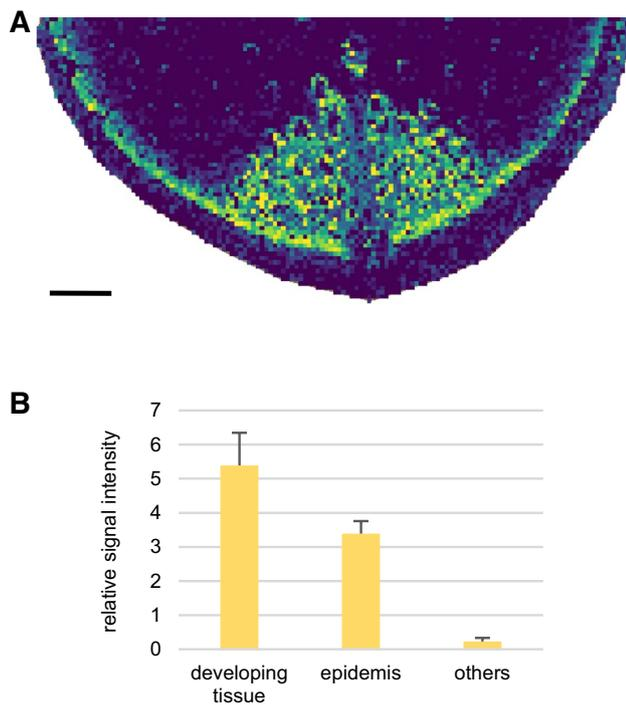 A
B
7
6
5
4
3
2
1
0
relative signal intensity
developing
tissue
epidemis
others